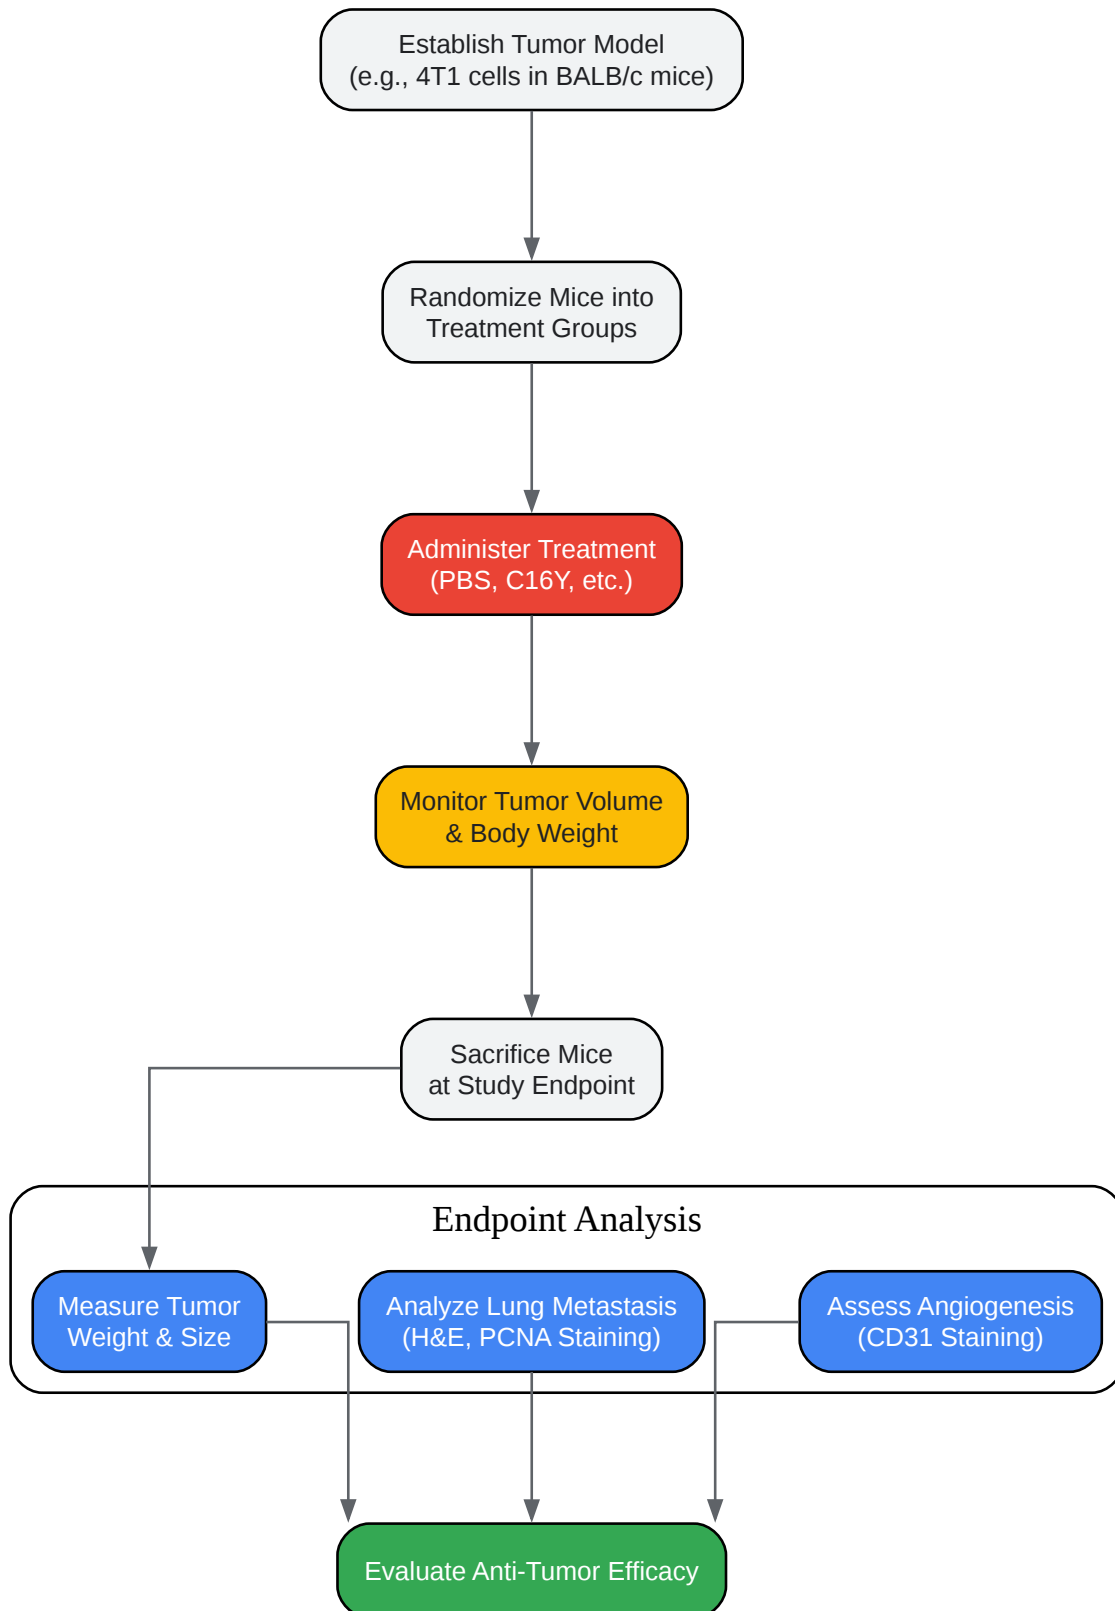 Establish Tumor Model
(e.g., 4T1 cells in BALB/c mice)
Randomize Mice into
Treatment Groups
Administer Treatment
(PBS, C16Y, etc.)
Monitor Tumor Volume
& Body Weight
Sacrifice Mice
at Study Endpoint
Endpoint Analysis
Measure Tumor
Weight & Size
Analyze Lung Metastasis
(H&E, PCNA Staining)
Assess Angiogenesis
(CD31 Staining)
Evaluate Anti-Tumor Efficacy